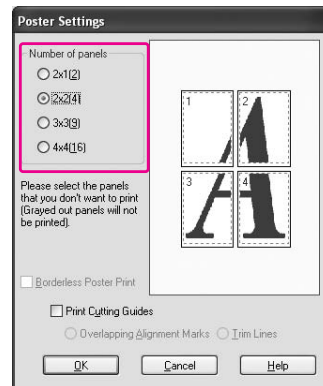 Poster Settings
Number of panels
2x1(2)
2x2(4)
3x3(9)
4x4(16)
1
2
3
4
Please select the panels
that you don't want to print
(Grayed out panels will not
be printed).
Borderless Poster Print
Print Cutting Guides
Overlapping Alignment Marks
Trim Lines
OK
Cancel
Help